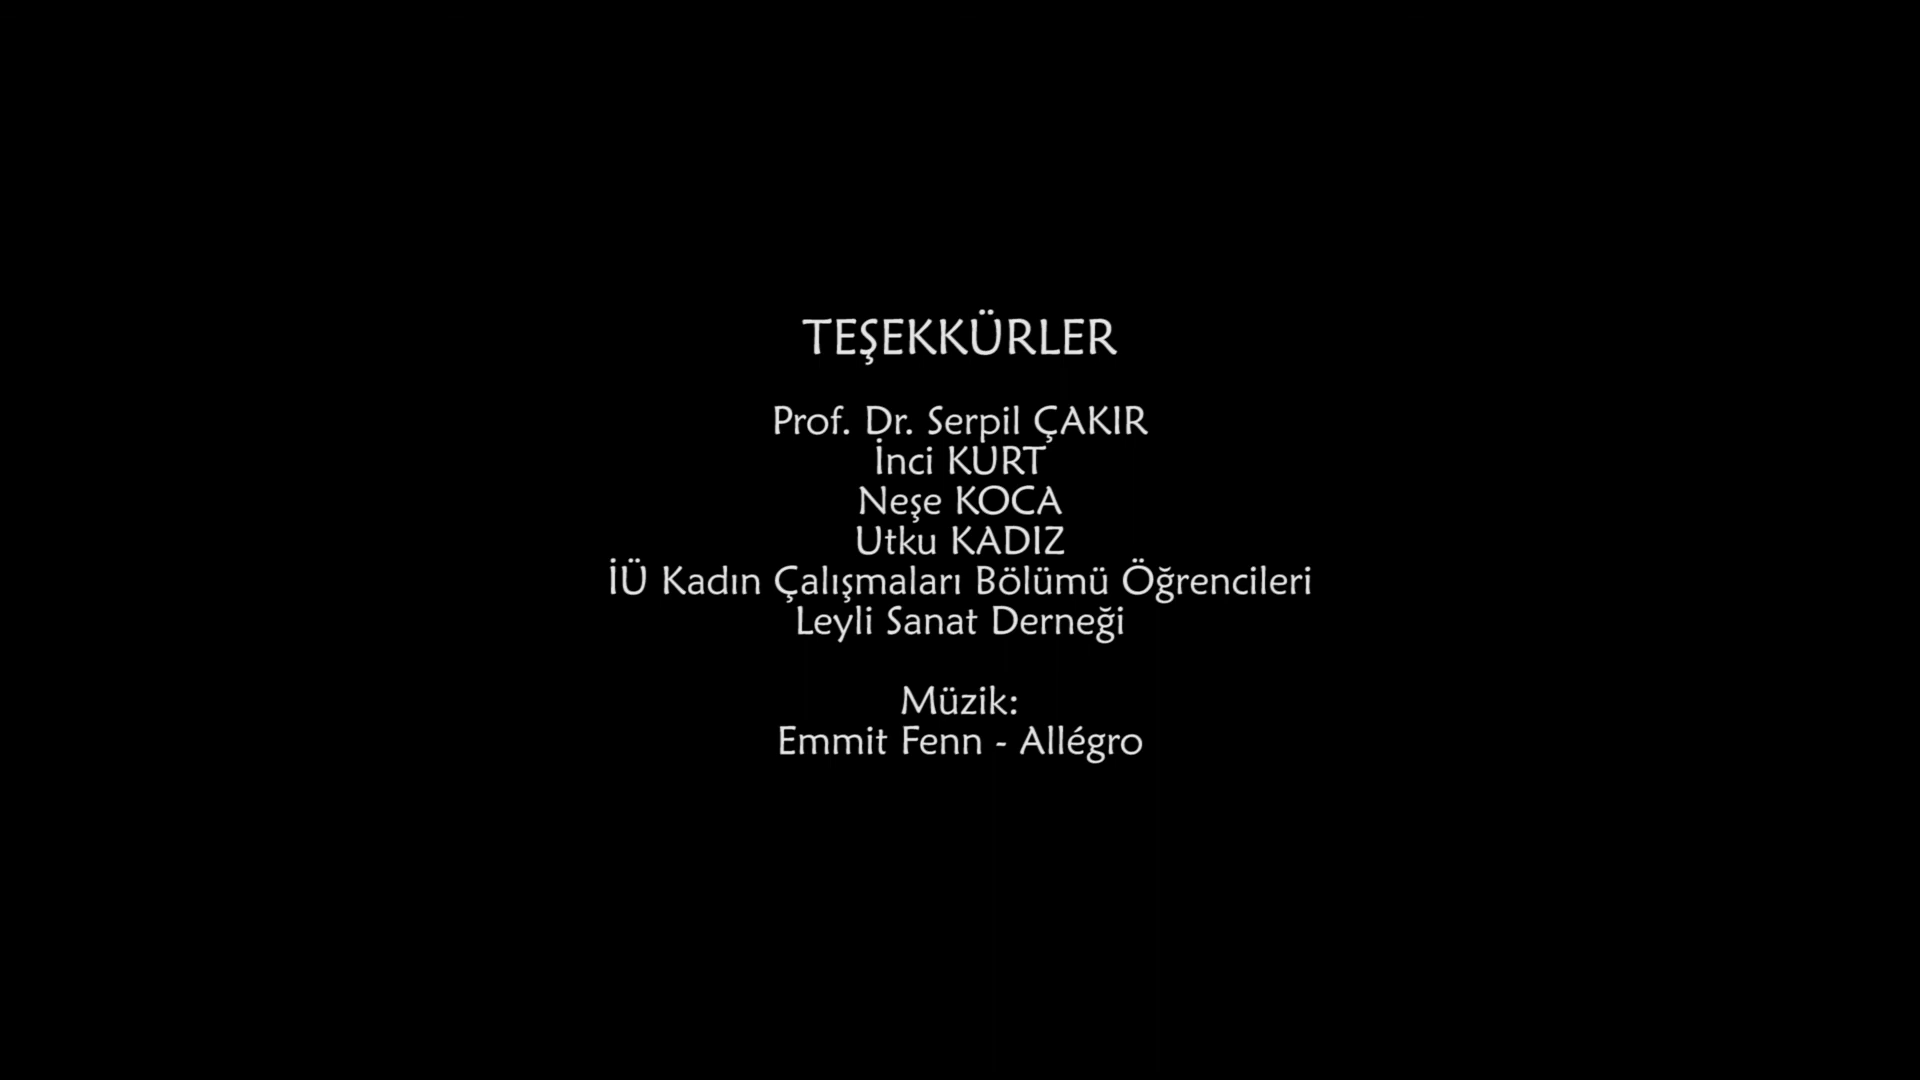 TEŞEKKÜRLER
Prof. Dr. Serpil ÇAKIR
İnci KURT
Neşe KOCA
Utku KADIZ
İÜ Kadın Çalışmaları Bölümü Öğrencileri
Leyli Sanat Derneği
Müzik:
Emmit Fenn - Allégro